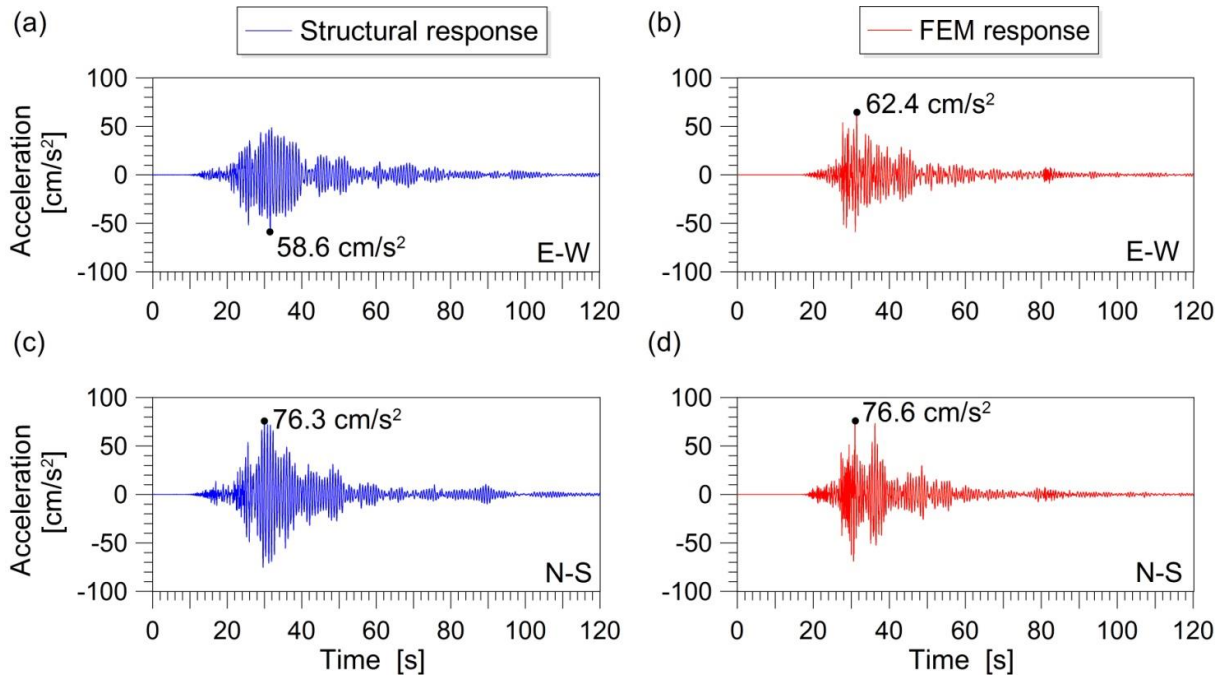 (a)
Structural response
(b)
FEM response
Acceleration
[cm/s²]
100
50
0
-50
-100
58.6 cm/s²
E-W
0 20 40 60 80 100 120
100
50
0
-50
-100
62.4 cm/s²
E-W
0 20 40 60 80 100 120
(c)
(d)
Acceleration
[cm/s²]
100
50
0
-50
-100
76.3 cm/s²
N-S
0 20 40 60 80 100 120
Time [s]
100
50
0
-50
-100
76.6 cm/s²
N-S
0 20 40 60 80 100 120
Time [s]